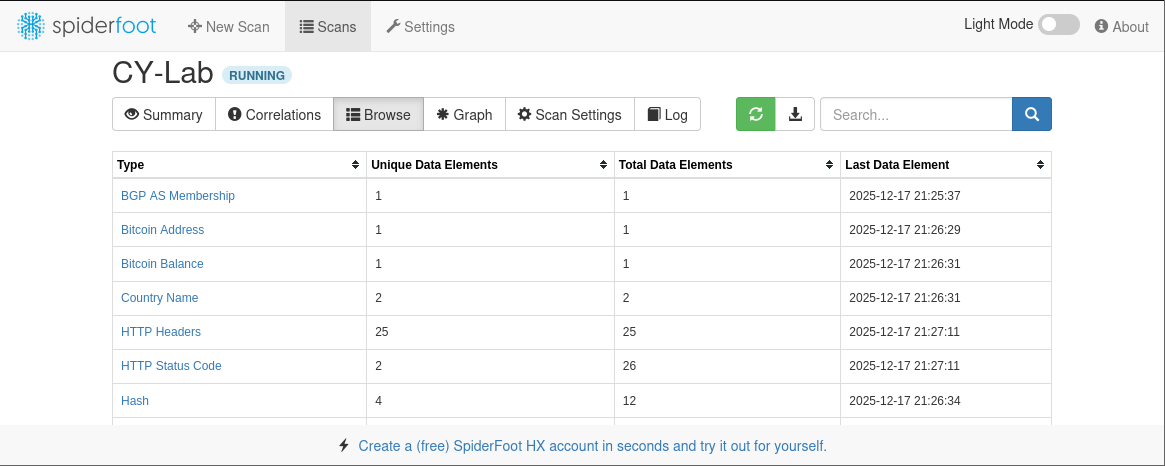 spiderfoot New Scan Scans Settings Light Mode About
CY-Lab RUNNING
Summary Correlations Browse Graph Scan Settings Log Search...
Type Unique Data Elements Total Data Elements Last Data Element
BGP AS Membership 1 1 2025-12-17 21:25:37
Bitcoin Address 1 1 2025-12-17 21:26:29
Bitcoin Balance 1 1 2025-12-17 21:26:31
Country Name 2 2 2025-12-17 21:26:31
HTTP Headers 25 25 2025-12-17 21:27:11
HTTP Status Code 2 26 2025-12-17 21:27:11
Hash 4 12 2025-12-17 21:26:34
Create a (free) SpiderFoot HX account in seconds and try it out for yourself.